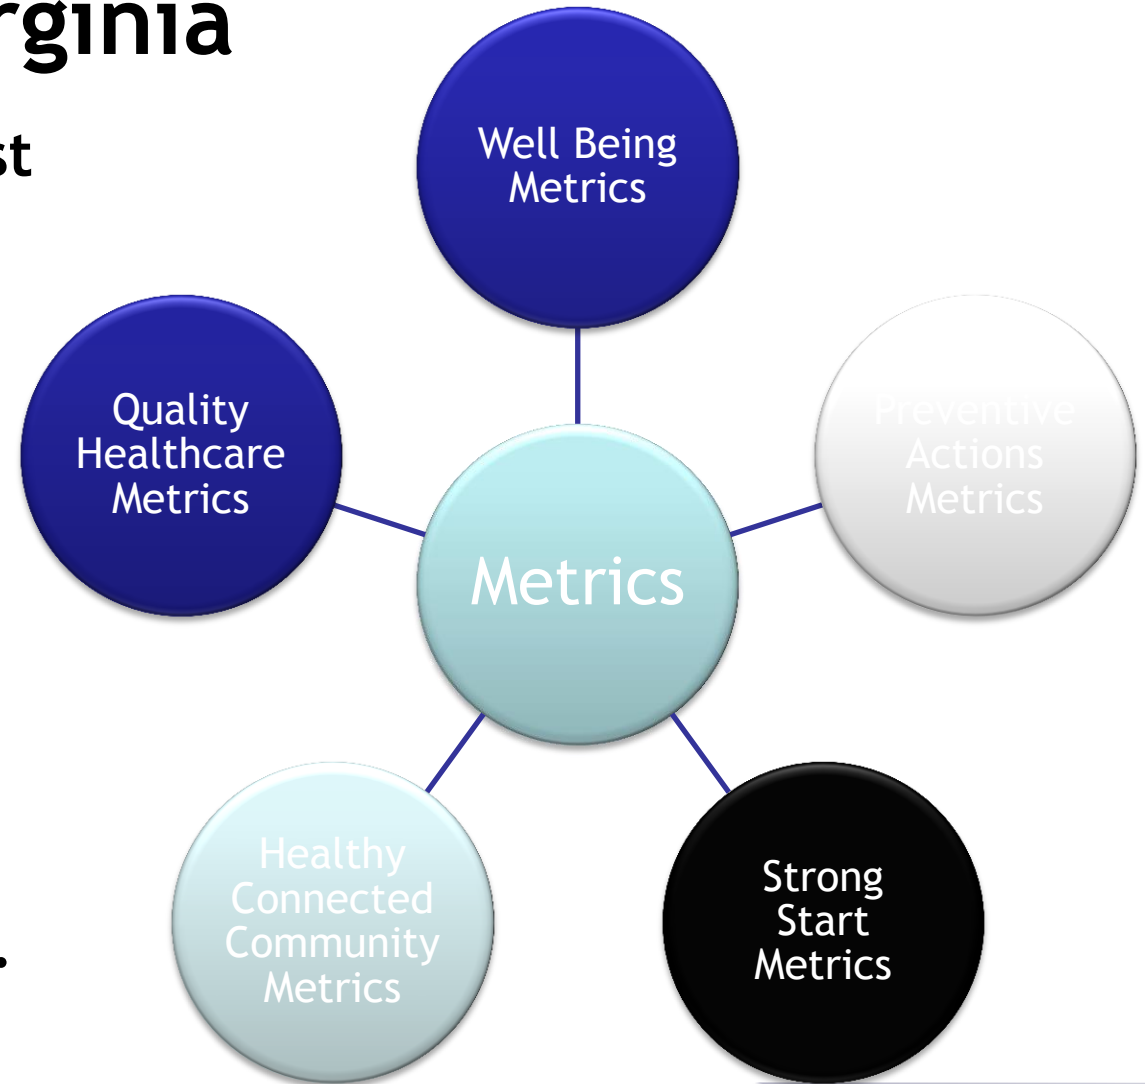 rginia
st
Well Being
Metrics
Quality
Healthcare
Metrics
Preventive
Actions
Metrics
Metrics
Healthy
Connected
Community
Metrics
Strong
Start
Metrics
.